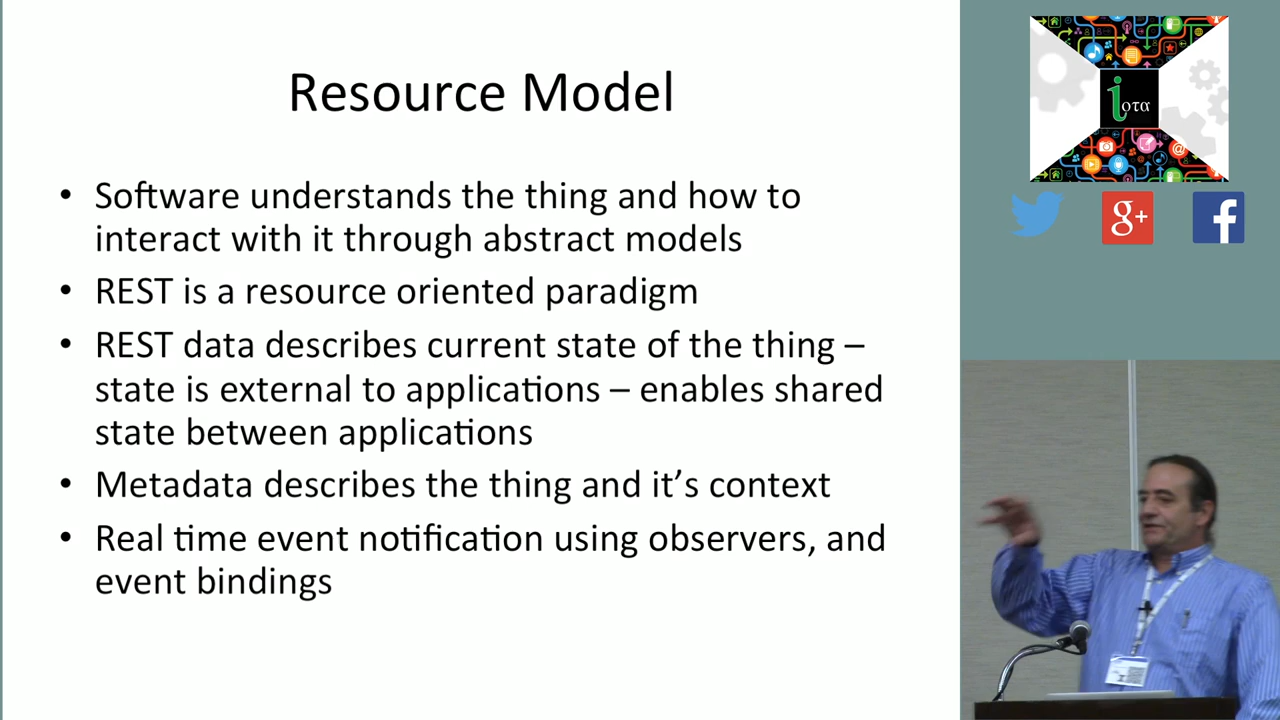 Resource Model
• Software understands the thing and how to
interact with it through abstract models
• REST is a resource oriented paradigm
• REST data describes current state of the thing –
state is external to applications – enables shared
state between applications
• Metadata describes the thing and it’s context
• Real time event notification using observers, and
event bindings
iοτα
g+
f